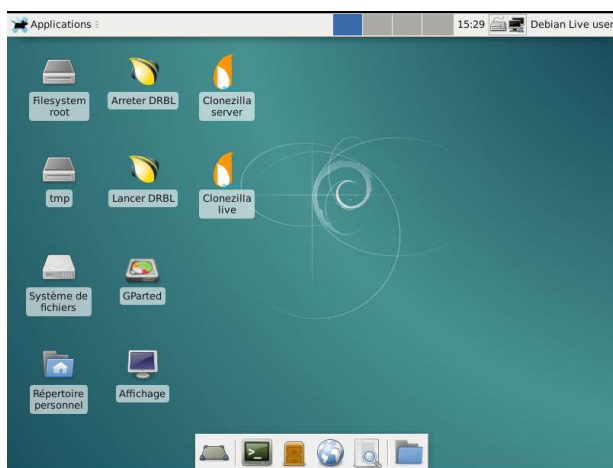 Applications
15:29
Debian Live user
Filesystem
root
Arreter DRBL
Clonezilla
server
tmp
Lancer DRBL
Clonezilla
live
Système de
fichiers
GParted
Répertoire
personnel
Affichage